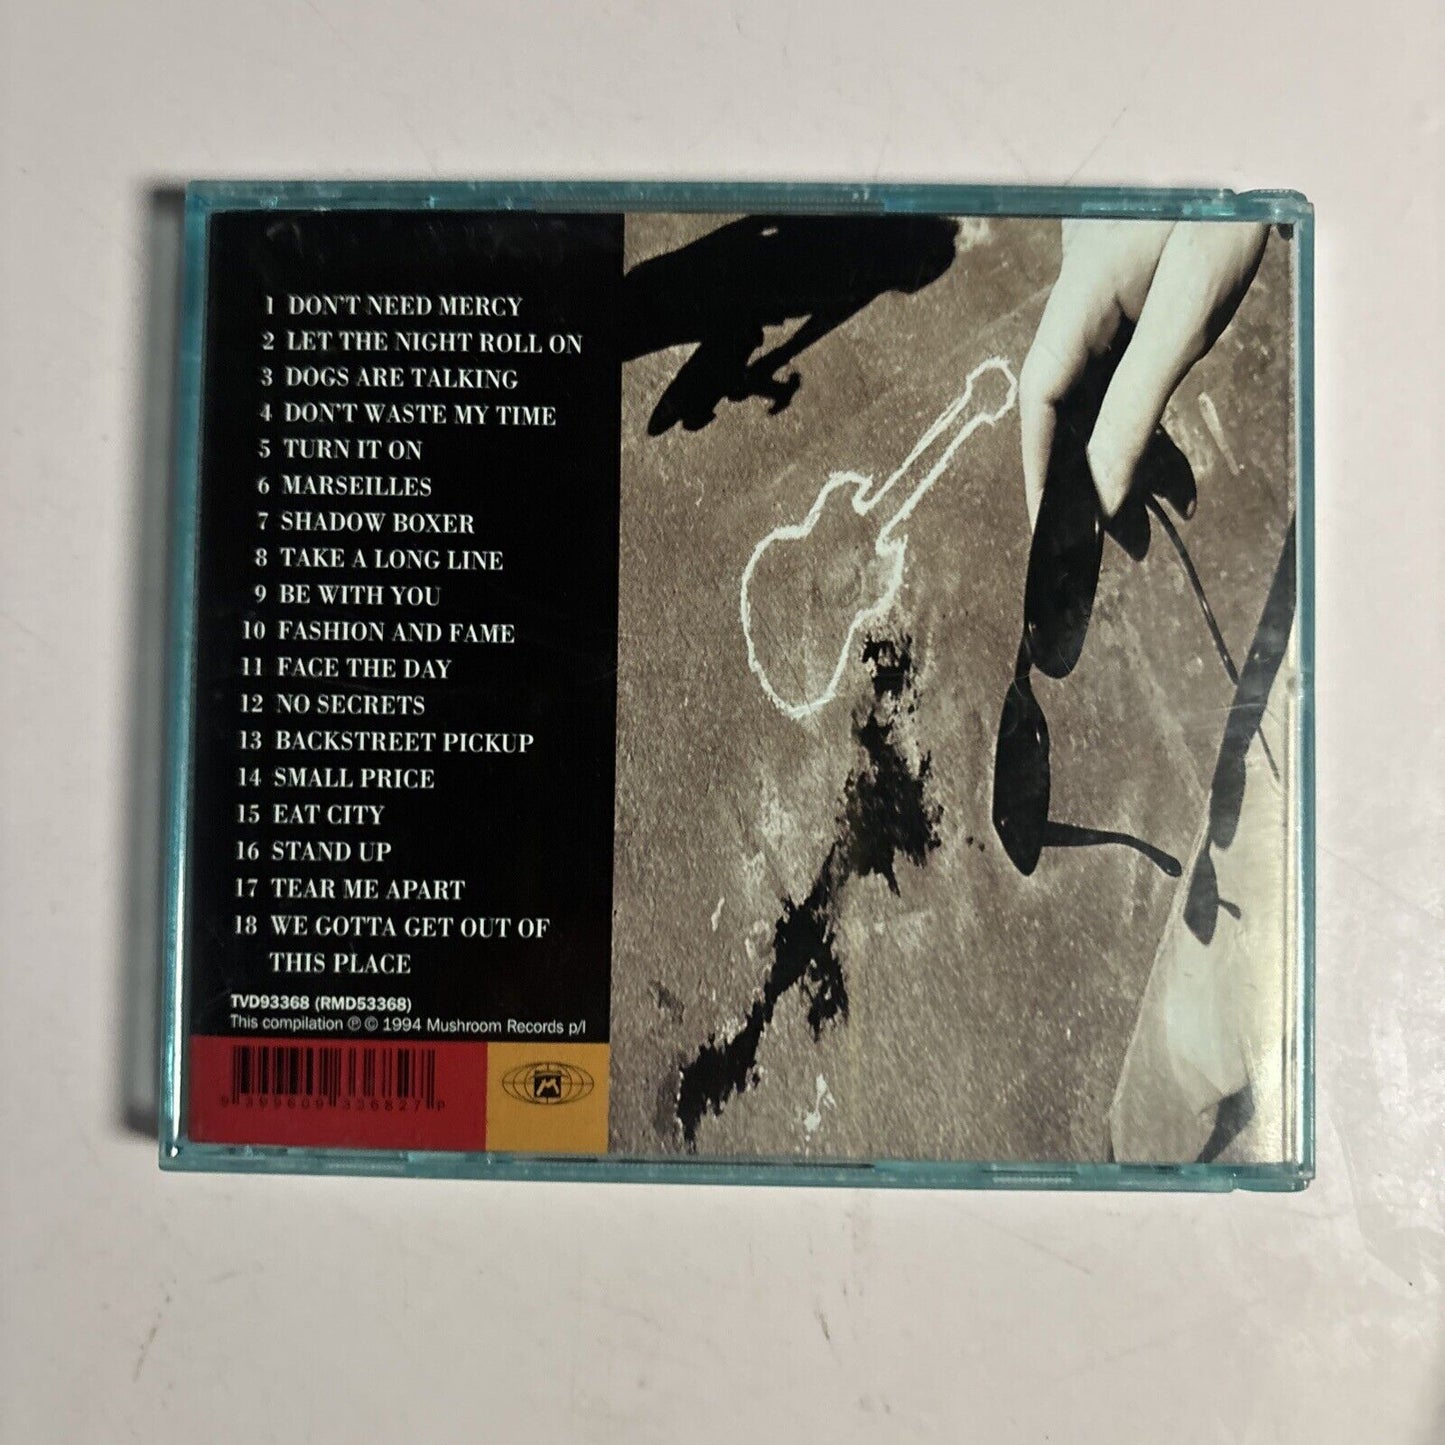 1 DON'T NEED MERCY
2 LET THE NIGHT ROLL ON
3 DOGS ARE TALKING
4 DON'T WASTE MY TIME
5 TURN IT ON
6 MARSEILLES
7 SHADOW BOXER
8 TAKE A LONG LINE
9 BE WITH YOU
10 FASHION AND FAME
11 FACE THE DAY
12 NO SECRETS
13 BACKSTREET PICKUP
14 SMALL PRICE
15 EAT CITY
16 STAND UP
17 TEAR ME APART
18 WE GOTTA GET OUT OF
THIS PLACE
TVD93368 (RMD53368)
This compilation ℗ © 1994 Mushroom Records p/l
M
9 399609 336827 P